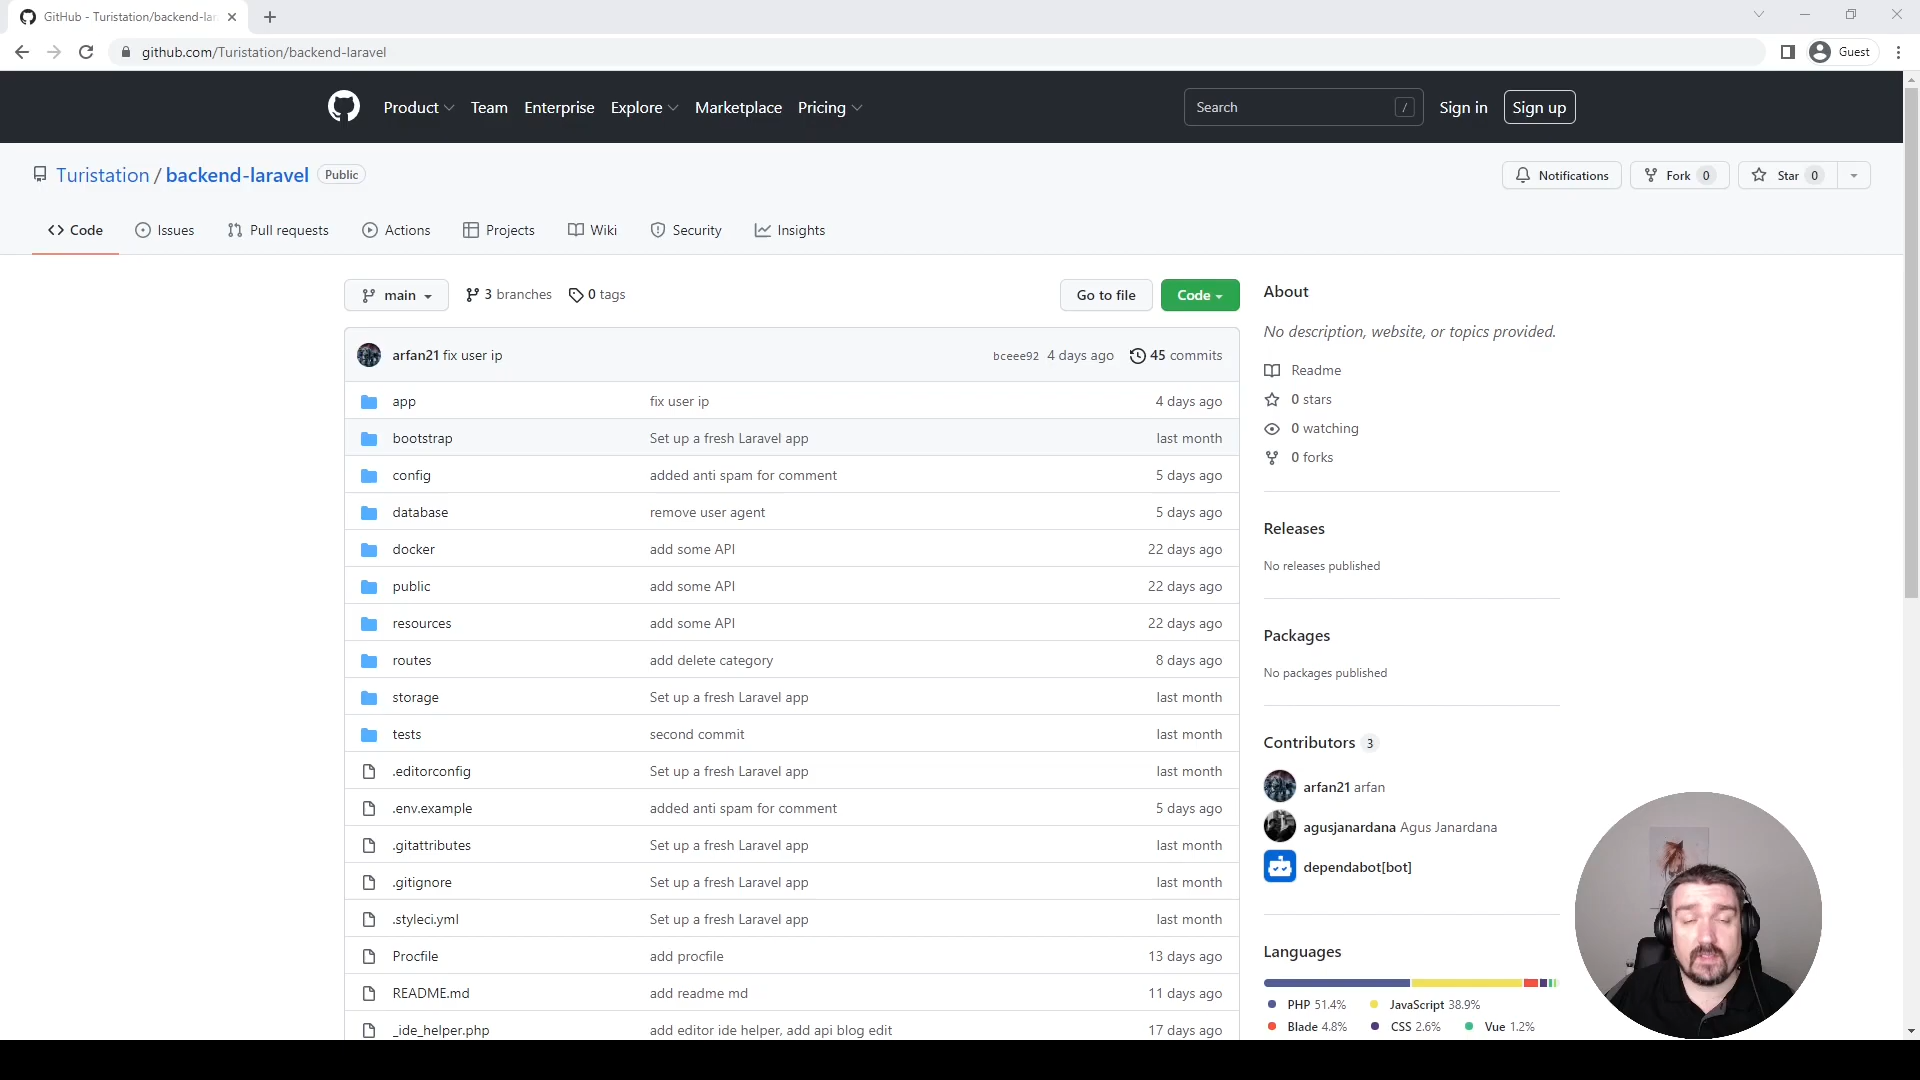 GitHub - Turistation/backend-lar
github.com/Turistation/backend-laravel
Guest
Product Team Enterprise Explore Marketplace Pricing
Search /
Sign in Sign up
Turistation / backend-laravel Public
Notifications Fork 0 Star 0
Code Issues Pull requests Actions Projects Wiki Security Insights
main 3 branches 0 tags
Go to file Code
arfan21 fix user ip bceee92 4 days ago 45 commits
app fix user ip 4 days ago
bootstrap Set up a fresh Laravel app last month
config added anti spam for comment 5 days ago
database remove user agent 5 days ago
docker add some API 22 days ago
public add some API 22 days ago
resources add some API 22 days ago
routes add delete category 8 days ago
storage Set up a fresh Laravel app last month
tests second commit last month
.editorconfig Set up a fresh Laravel app last month
.env.example added anti spam for comment 5 days ago
.gitattributes Set up a fresh Laravel app last month
.gitignore Set up a fresh Laravel app last month
.styleci.yml Set up a fresh Laravel app last month
Procfile add procfile 13 days ago
README.md add readme md 11 days ago
_ide_helper.php add editor ide helper, add api blog edit 17 days ago
About
No description, website, or topics provided.
Readme
0 stars
0 watching
0 forks
Releases
No releases published
Packages
No packages published
Contributors 3
arfan21 arfan
agusjanardana Agus Janardana
dependabot[bot]
Languages
PHP 51.4% JavaScript 38.9%
Blade 4.8% CSS 2.6% Vue 1.2%